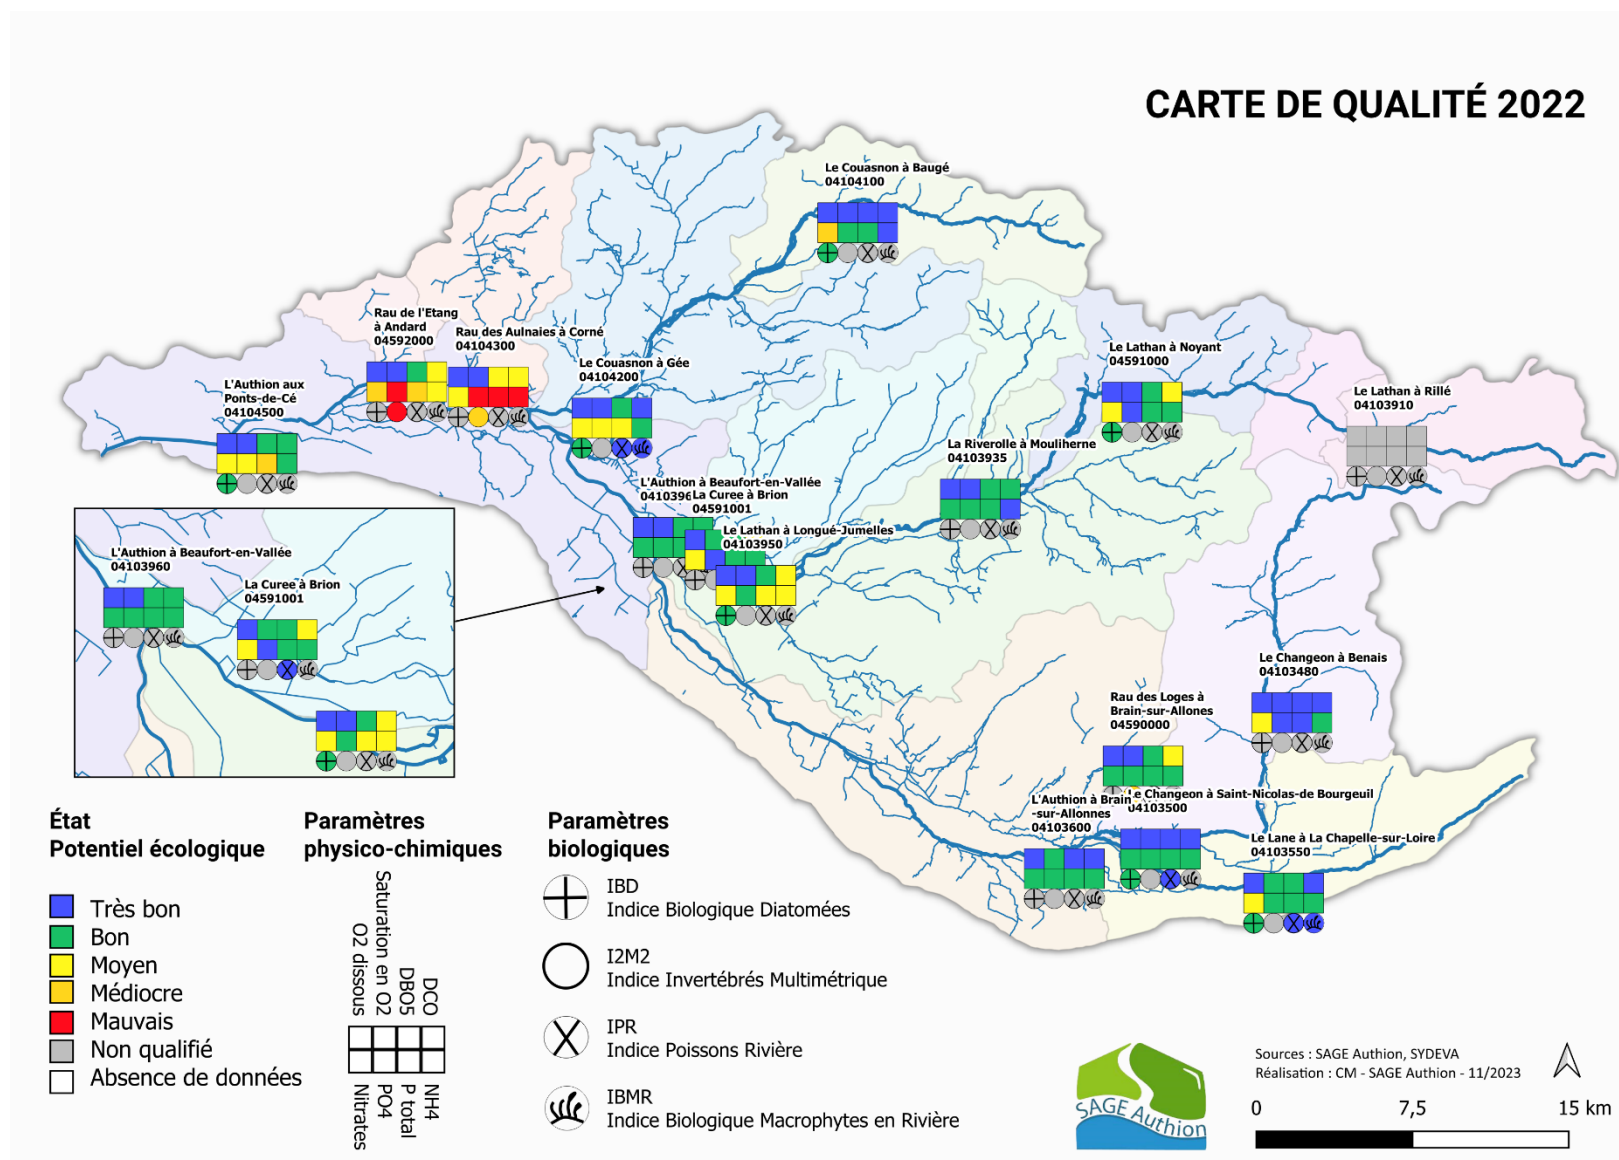 CARTE DE QUALITÉ 2022
Le Couasnon à Baugé
04104100
Rau de l'Etang
à Andard
04592000
Rau des Aulnaies à Corné
04104300
Le Couasnon à Gée
04104200
Le Lathan à Noyant
04591000
L'Authion aux
Ponts-de-Cé
04104500
Le Lathan à Rillé
04103910
La Riverolle à Mouliherne
04103935
L'Authion à Beaufort-en-Vallée
0410396
La Curee à Brion
04591001
Le Lathan à Longué-Jumelles
04103950
L'Authion à Beaufort-en-Vallée
04103960
La Curee à Brion
04591001
Le Changeon à Benais
04103480
Rau des Loges à
Brain-sur-Allones
04590000
L'Authion à Brain
-sur-Allonnes
04103600
Le Changeon à Saint-Nicolas-de Bourgeuil
04103500
Le Lane à La Chapelle-sur-Loire
04103550
État
Potentiel écologique
Très bon
Bon
Moyen
Médiocre
Mauvais
Non qualifié
Absence de données
Paramètres
physico-chimiques
O2 dissous
Saturation en O2
DBO5
DCO
Nitrates
PO4
P total
NH4
Paramètres
biologiques
IBD
Indice Biologique Diatomées
I2M2
Indice Invertébrés Multimétrique
IPR
Indice Poissons Rivière
IBMR
Indice Biologique Macrophytes en Rivière
SAGE Authion
Sources : SAGE Authion, SYDEVA
Réalisation : CM - SAGE Authion - 11/2023
0 7,5 15 km